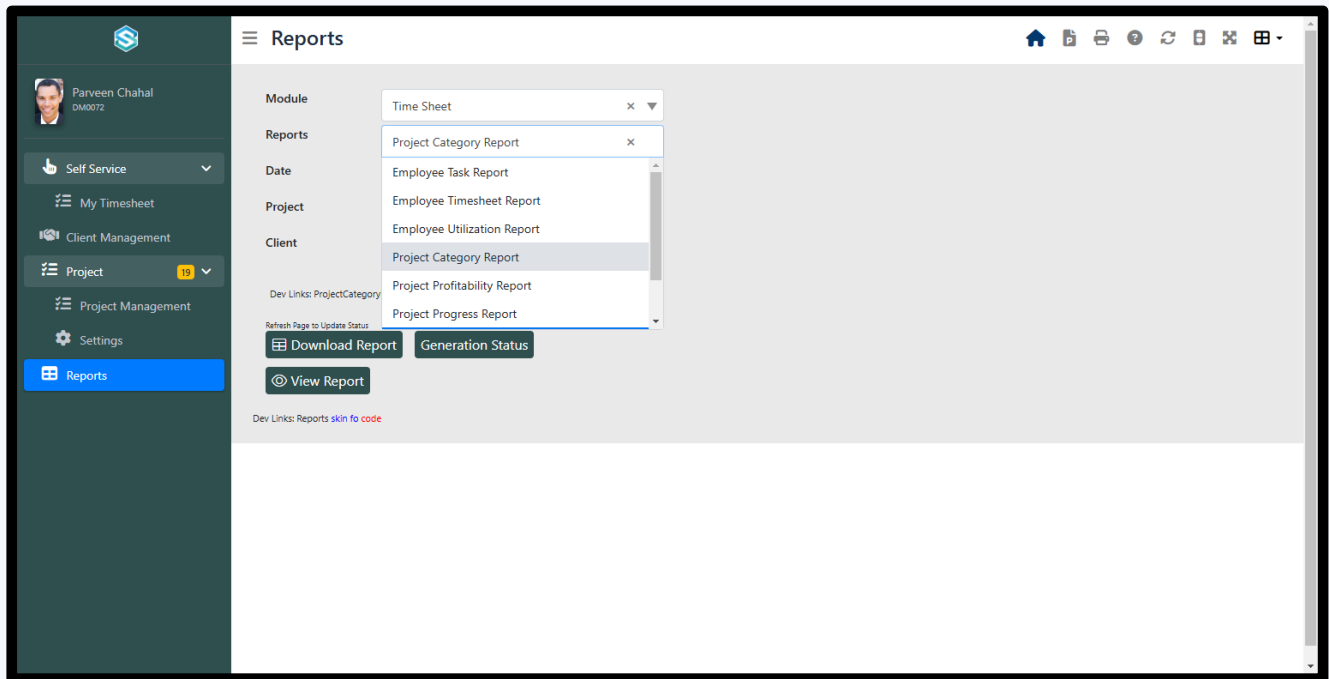 Reports
Parveen Chahal
DM0072
Self Service
My Timesheet
Client Management
Project 19
Project Management
Settings
Reports
Module Time Sheet
Reports Project Category Report
Date
Project
Client
Employee Task Report
Employee Timesheet Report
Employee Utilization Report
Project Category Report
Project Profitability Report
Project Progress Report
Dev Links: ProjectCategory
Refresh Page to Update Status
Download Report Generation Status
View Report
Dev Links: Reports skin fo code